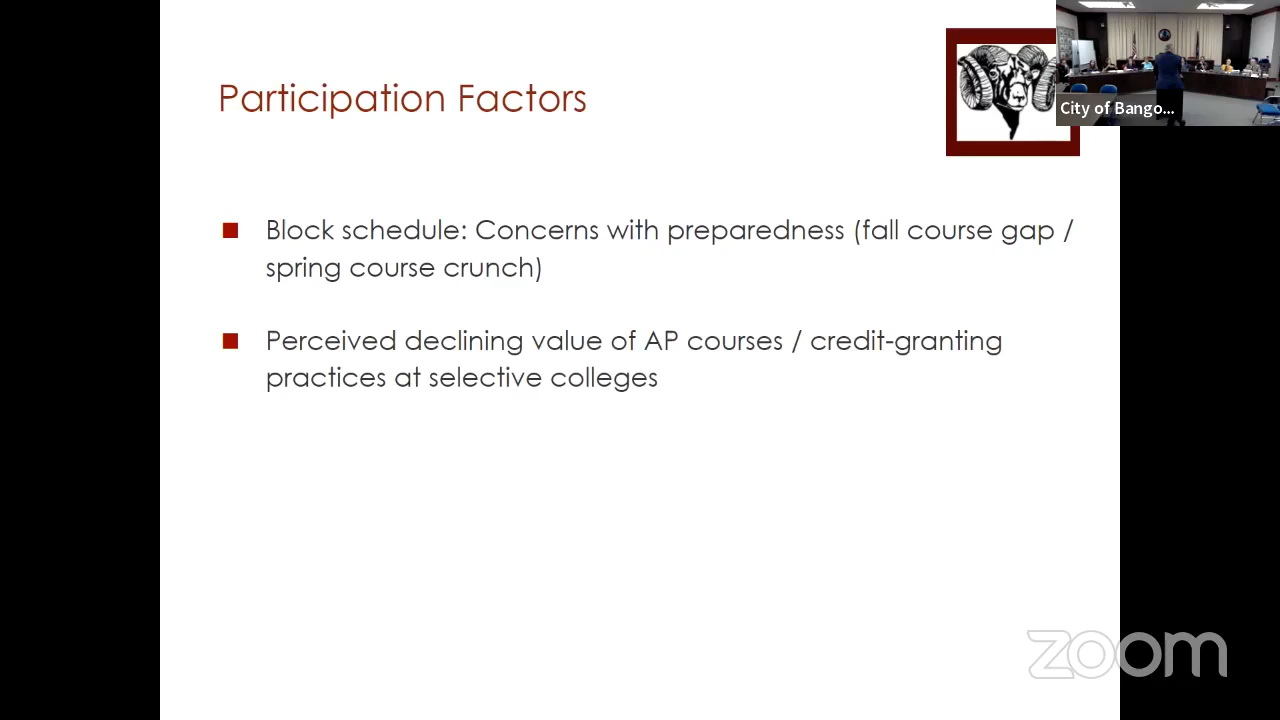 Participation Factors
City of Bango...
Block schedule: Concerns with preparedness (fall course gap /
spring course crunch)
Perceived declining value of AP courses / credit-granting
practices at selective colleges
zoom